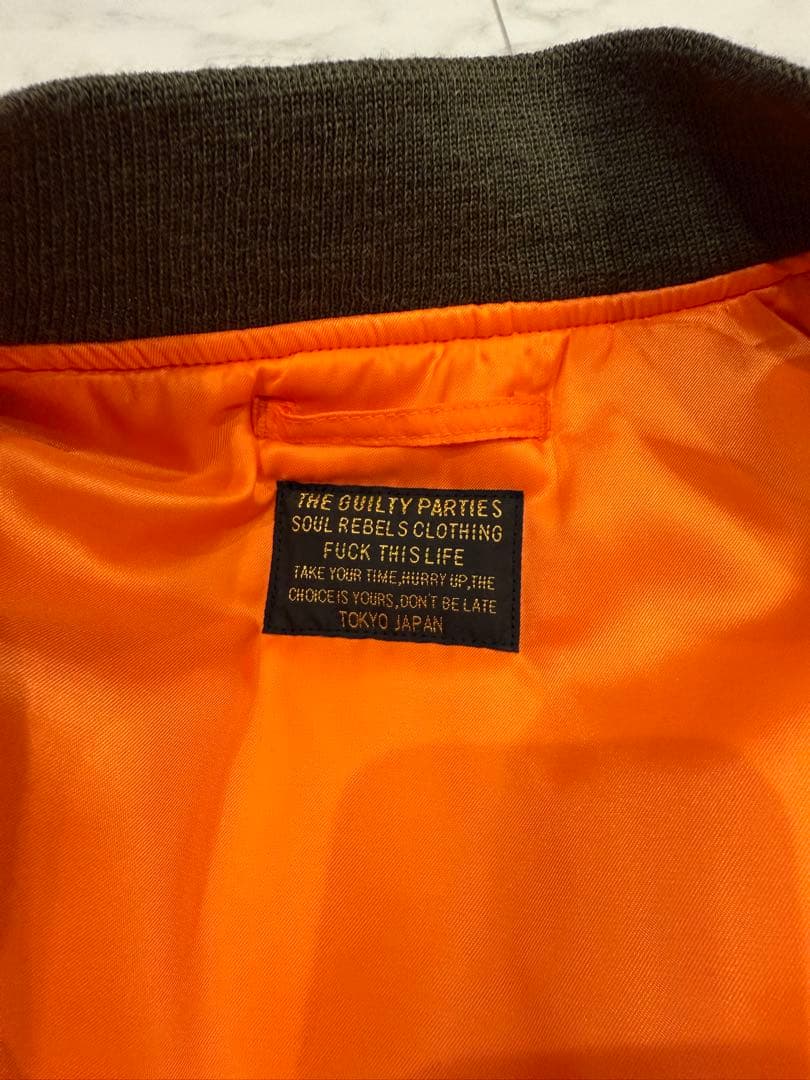 THE GUILTY PARTIES
SOUL REBELS CLOTHING
FUCK THIS LIFE
TAKE YOUR TIME,HURRY UP,THE
CHOICE IS YOURS,DON'T BE LATE
TOKYO JAPAN